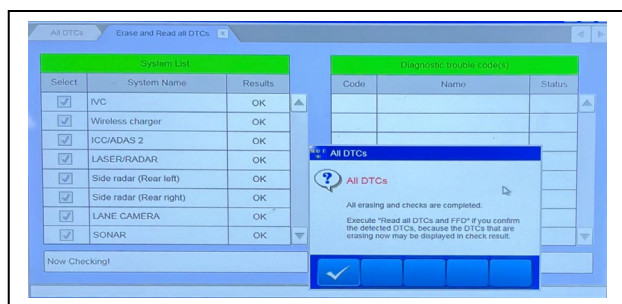 All DTCs
Erase and Read all DTCs
System List
Diagnostic trouble code(s)
Select System Name Results
Code Name Status
IVC OK
Wireless charger OK
ICC/ADAS 2 OK
LASER/RADAR OK
Side radar (Rear left) OK
Side radar (Rear right) OK
LANE CAMERA OK
SONAR OK
Now Checking!
All DTCs
All DTCs
All erasing and checks are completed.
Execute "Read all DTCs and FFD" if you confirm
the detected DTCs, because the DTCs that are
erasing now may be displayed in check result.